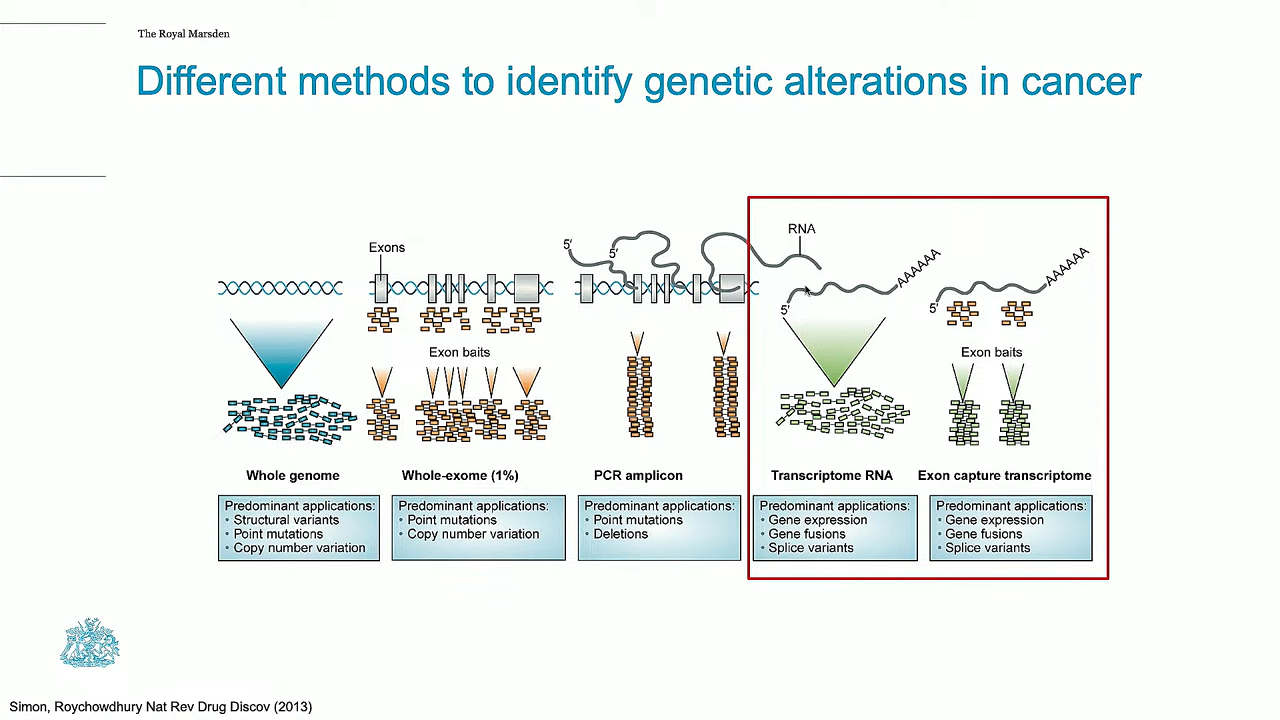 The Royal Marsden
Different methods to identify genetic alterations in cancer
Exons
5′
5′
RNA
5′
AAAAAA
5′
AAAAAA
Exon baits
Exon baits
Whole genome
Whole-exome (1%)
PCR amplicon
Transcriptome RNA
Exon capture transcriptome
Predominant applications:
• Structural variants
• Point mutations
• Copy number variation
Predominant applications:
• Point mutations
• Copy number variation
Predominant applications:
• Point mutations
• Deletions
Predominant applications:
• Gene expression
• Gene fusions
• Splice variants
Predominant applications:
• Gene expression
• Gene fusions
• Splice variants
Simon, Roychowdhury Nat Rev Drug Discov (2013)